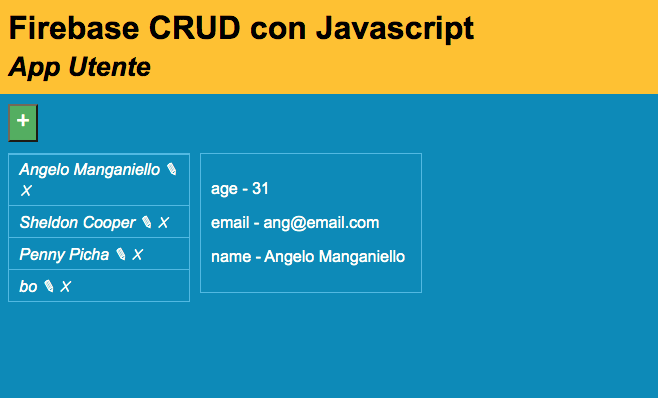 Firebase CRUD con Javascript
App Utente
+
Angelo Manganiello ✎
X
Sheldon Cooper ✎ X
Penny Picha ✎ X
bo ✎ X
age - 31
email - ang@email.com
name - Angelo Manganiello